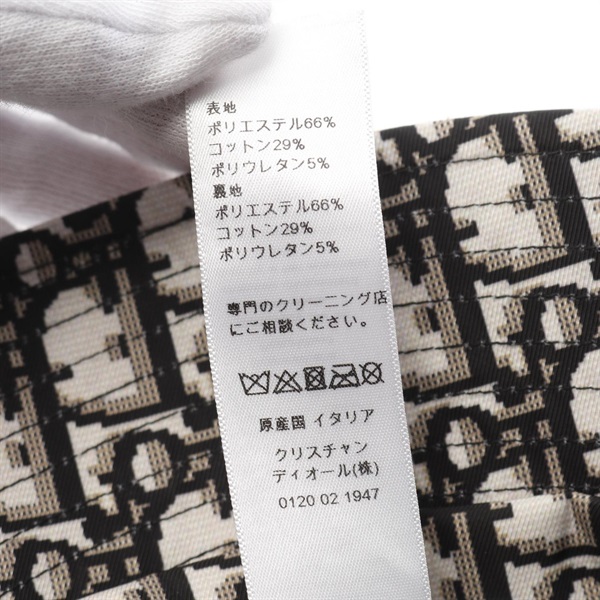 表地
ポリエステル66%
コットン29%
ポリウレタン5%
裏地
ポリエステル66%
コットン29%
ポリウレタン5%
専門のクリーニング店
にご相談ください。
原産国 イタリア
クリスチャン
ディオール(株)
0120 02 1947